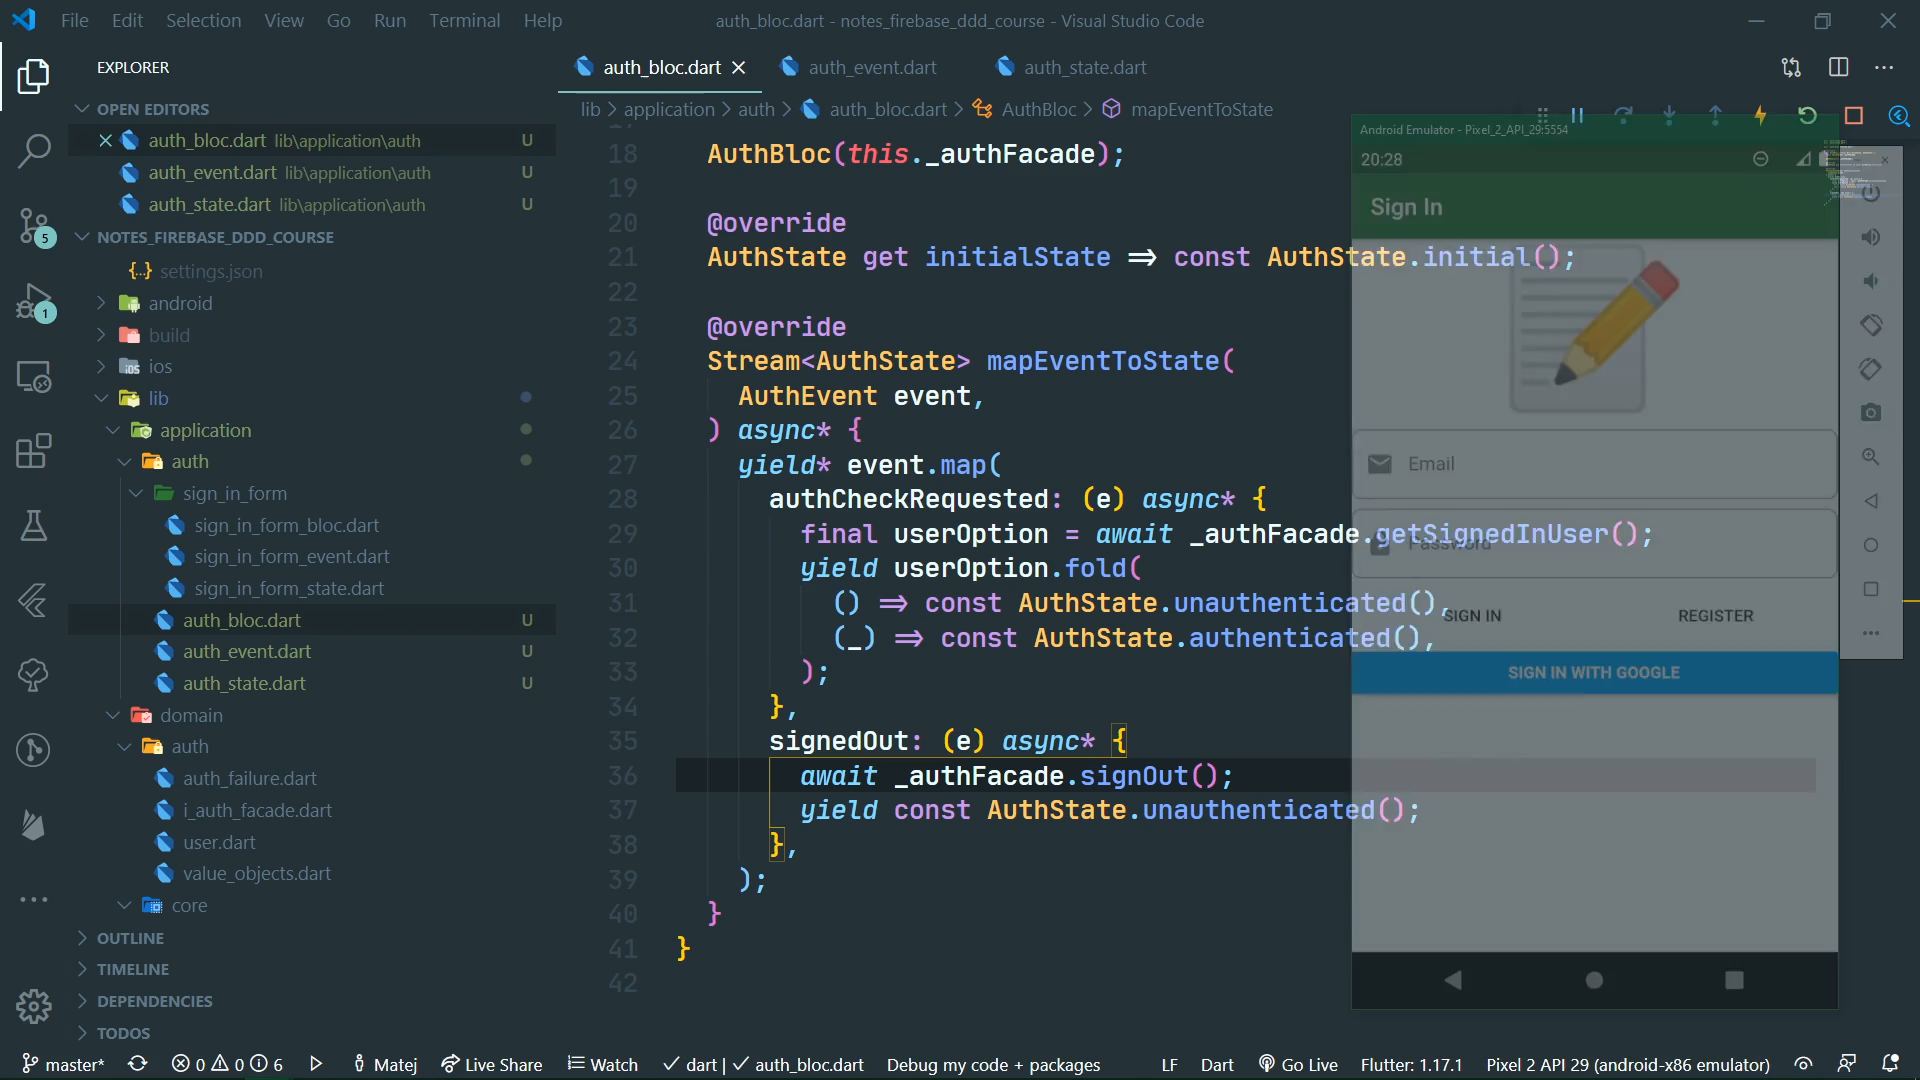 File Edit Selection View Go Run Terminal Help
auth_bloc.dart - notes_firebase_ddd_course - Visual Studio Code
EXPLORER
OPEN EDITORS
auth_bloc.dart lib\application\auth U
auth_event.dart lib\application\auth U
auth_state.dart lib\application\auth U
NOTES_FIREBASE_DDD_COURSE
settings.json
android
build
ios
lib
application
auth
sign_in_form
sign_in_form_bloc.dart
sign_in_form_event.dart
sign_in_form_state.dart
auth_bloc.dart U
auth_event.dart U
auth_state.dart U
domain
auth
auth_failure.dart
i_auth_facade.dart
user.dart
value_objects.dart
core
OUTLINE
TIMELINE
DEPENDENCIES
TODOS
5
1
auth_bloc.dart auth_event.dart auth_state.dart
lib > application > auth > auth_bloc.dart > AuthBloc > mapEventToState
18 AuthBloc(this._authFacade);
19
20 @override
21 AuthState get initialState => const AuthState.initial();
22
23 @override
24 Stream<AuthState> mapEventToState(
25 AuthEvent event,
26 ) async* {
27 yield* event.map(
28 authCheckRequested: (e) async* {
29 final userOption = await _authFacade.getSignedInUser();
30 yield userOption.fold(
31 () => const AuthState.unauthenticated(),
32 (_) => const AuthState.authenticated(),
33 );
34 },
35 signedOut: (e) async* {
36 await _authFacade.signOut();
37 yield const AuthState.unauthenticated();
38 },
39 );
40 }
41 }
42
Android Emulator - Pixel_2_API_29:5554
20:28
Sign In
Email
Password
SIGN IN REGISTER
SIGN IN WITH GOOGLE
master* 0 0 6 Matej Live Share Watch dart | auth_bloc.dart Debug my code + packages LF Dart Go Live Flutter: 1.17.1 Pixel 2 API 29 (android-x86 emulator)